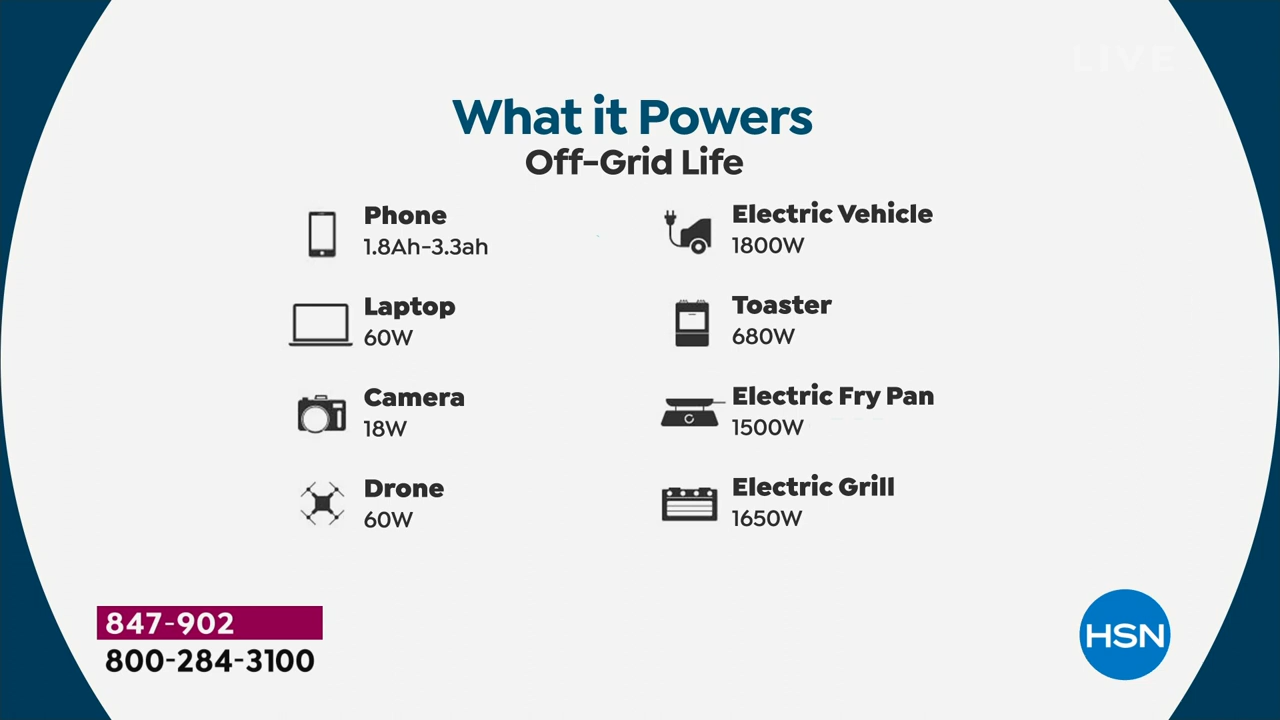 LIVE
What it Powers
Off-Grid Life
Phone
1.8Ah-3.3ah
Laptop
60W
Camera
18W
Drone
60W
Electric Vehicle
1800W
Toaster
680W
Electric Fry Pan
1500W
Electric Grill
1650W
847-902
800-284-3100
HSN